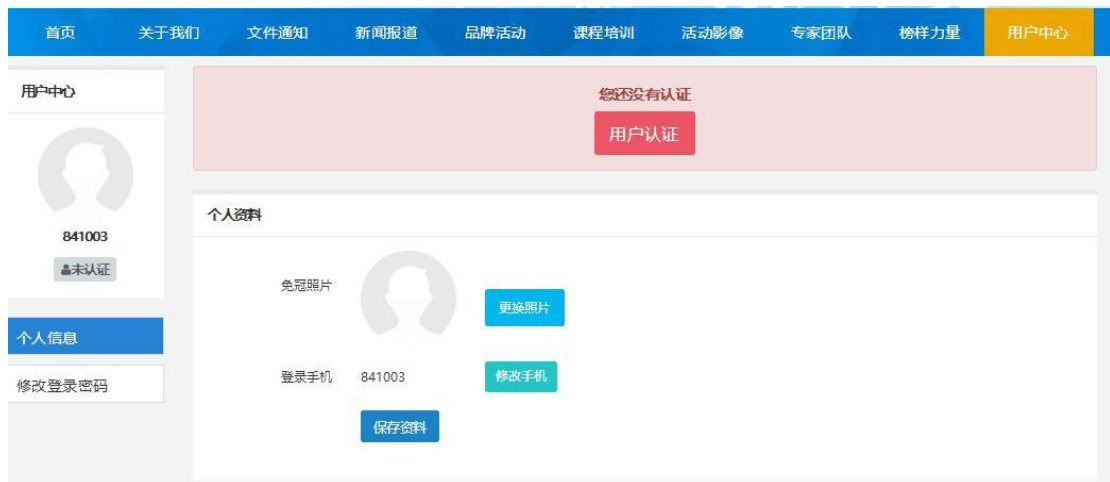 首页 关于我们 文件通知 新闻报道 品牌活动 课程培训 活动影像 专家团队 榜样力量 用户中心
用户中心
841003
未认证
个人信息
修改登录密码
您还没有认证
用户认证
个人资料
免冠照片
更换照片
登录手机 841003 修改手机
保存资料